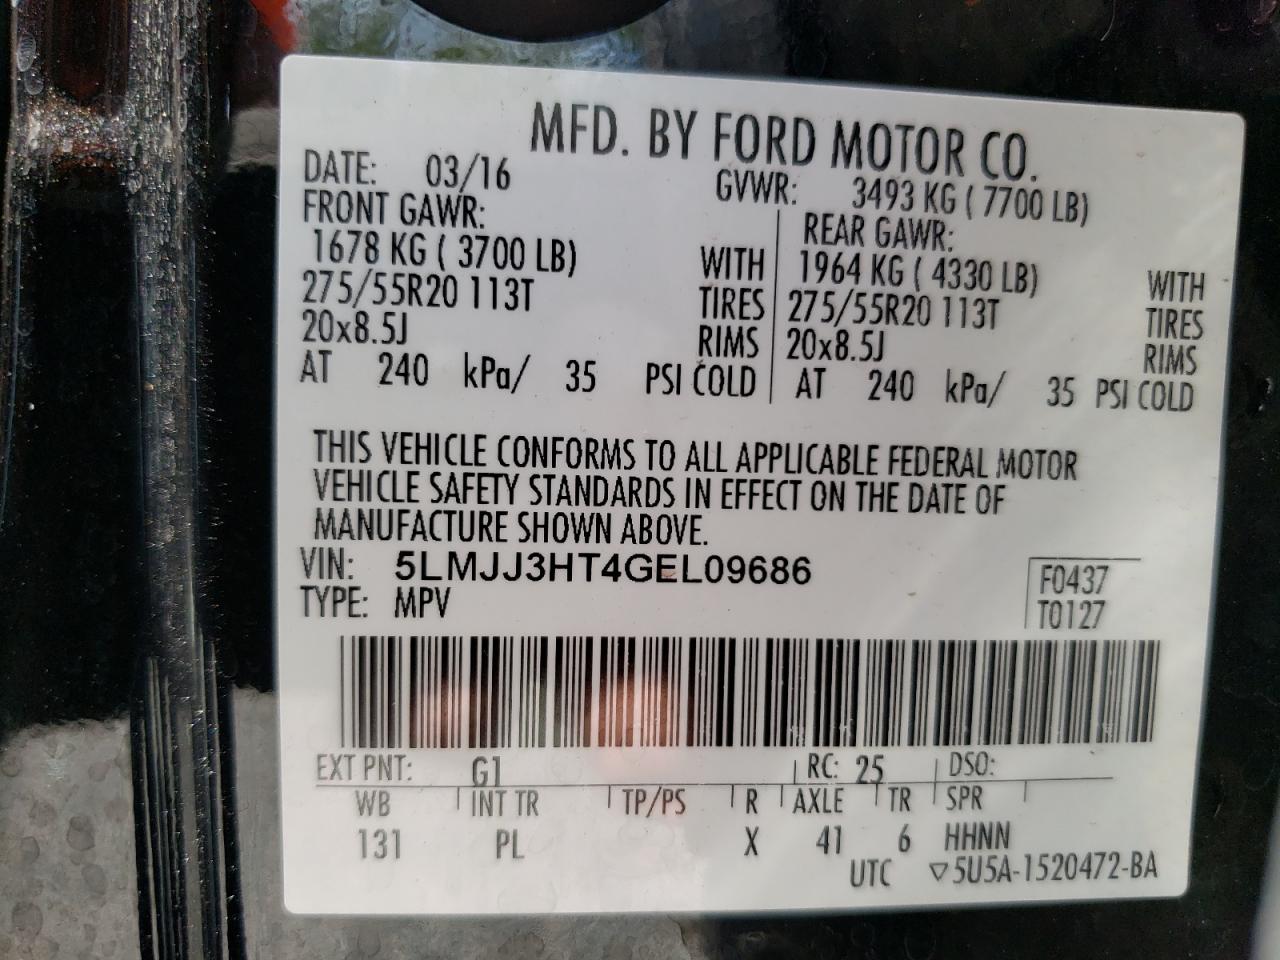 MFD. BY FORD MOTOR CO.
DATE: 03/16 GVWR: 3493 KG ( 7700 LB)
FRONT GAWR: REAR GAWR:
1678 KG ( 3700 LB) WITH 1964 KG ( 4330 LB) WITH
275/55R20 113T TIRES 275/55R20 113T TIRES
20x8.5J RIMS 20x8.5J RIMS
AT 240 kPa/ 35 PSI COLD AT 240 kPa/ 35 PSI COLD
THIS VEHICLE CONFORMS TO ALL APPLICABLE FEDERAL MOTOR
VEHICLE SAFETY STANDARDS IN EFFECT ON THE DATE OF
MANUFACTURE SHOWN ABOVE.
VIN: 5LMJJ3HT4GEL09686 F0437
TYPE: MPV T0127
EXT PNT: G1 RC: 25 DSO:
WB INT TR TP/PS R AXLE TR SPR
131 PL X 41 6 HHNN
UTC ▽5U5A-1520472-BA